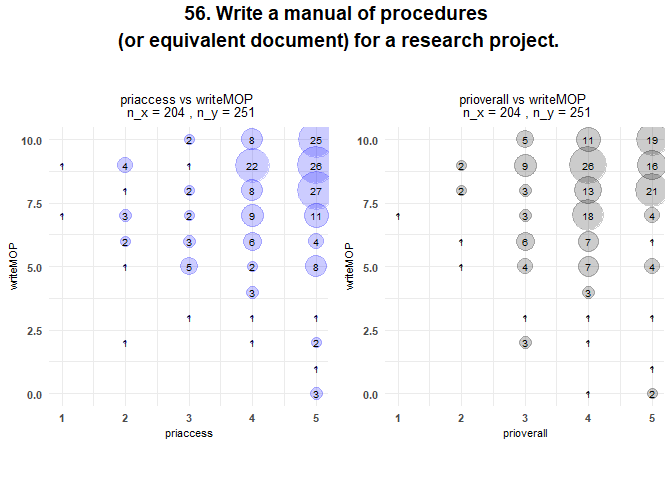 56. Write a manual of procedures
(or equivalent document) for a research project.
priaccess vs writeMOP
n_x = 204 , n_y = 251
10.0
7.5
5.0
2.5
0.0
writeMOP
2 8 25
1 4 1 22 26
1 2 8 27
1 3 2 9 11
2 3 6 4
1 5 2 8
3
1 1 1
1 1 2
1
3
1 2 3 4 5
priaccess
prioverall vs writeMOP
n_x = 204 , n_y = 251
10.0
7.5
5.0
2.5
0.0
writeMOP
5 11 19
2 9 26 16
2 3 13 21
1 3 18 4
1 6 7 1
1 4 7 4
3
1 1 1
3 1
1
1 2
1 2 3 4 5
prioverall